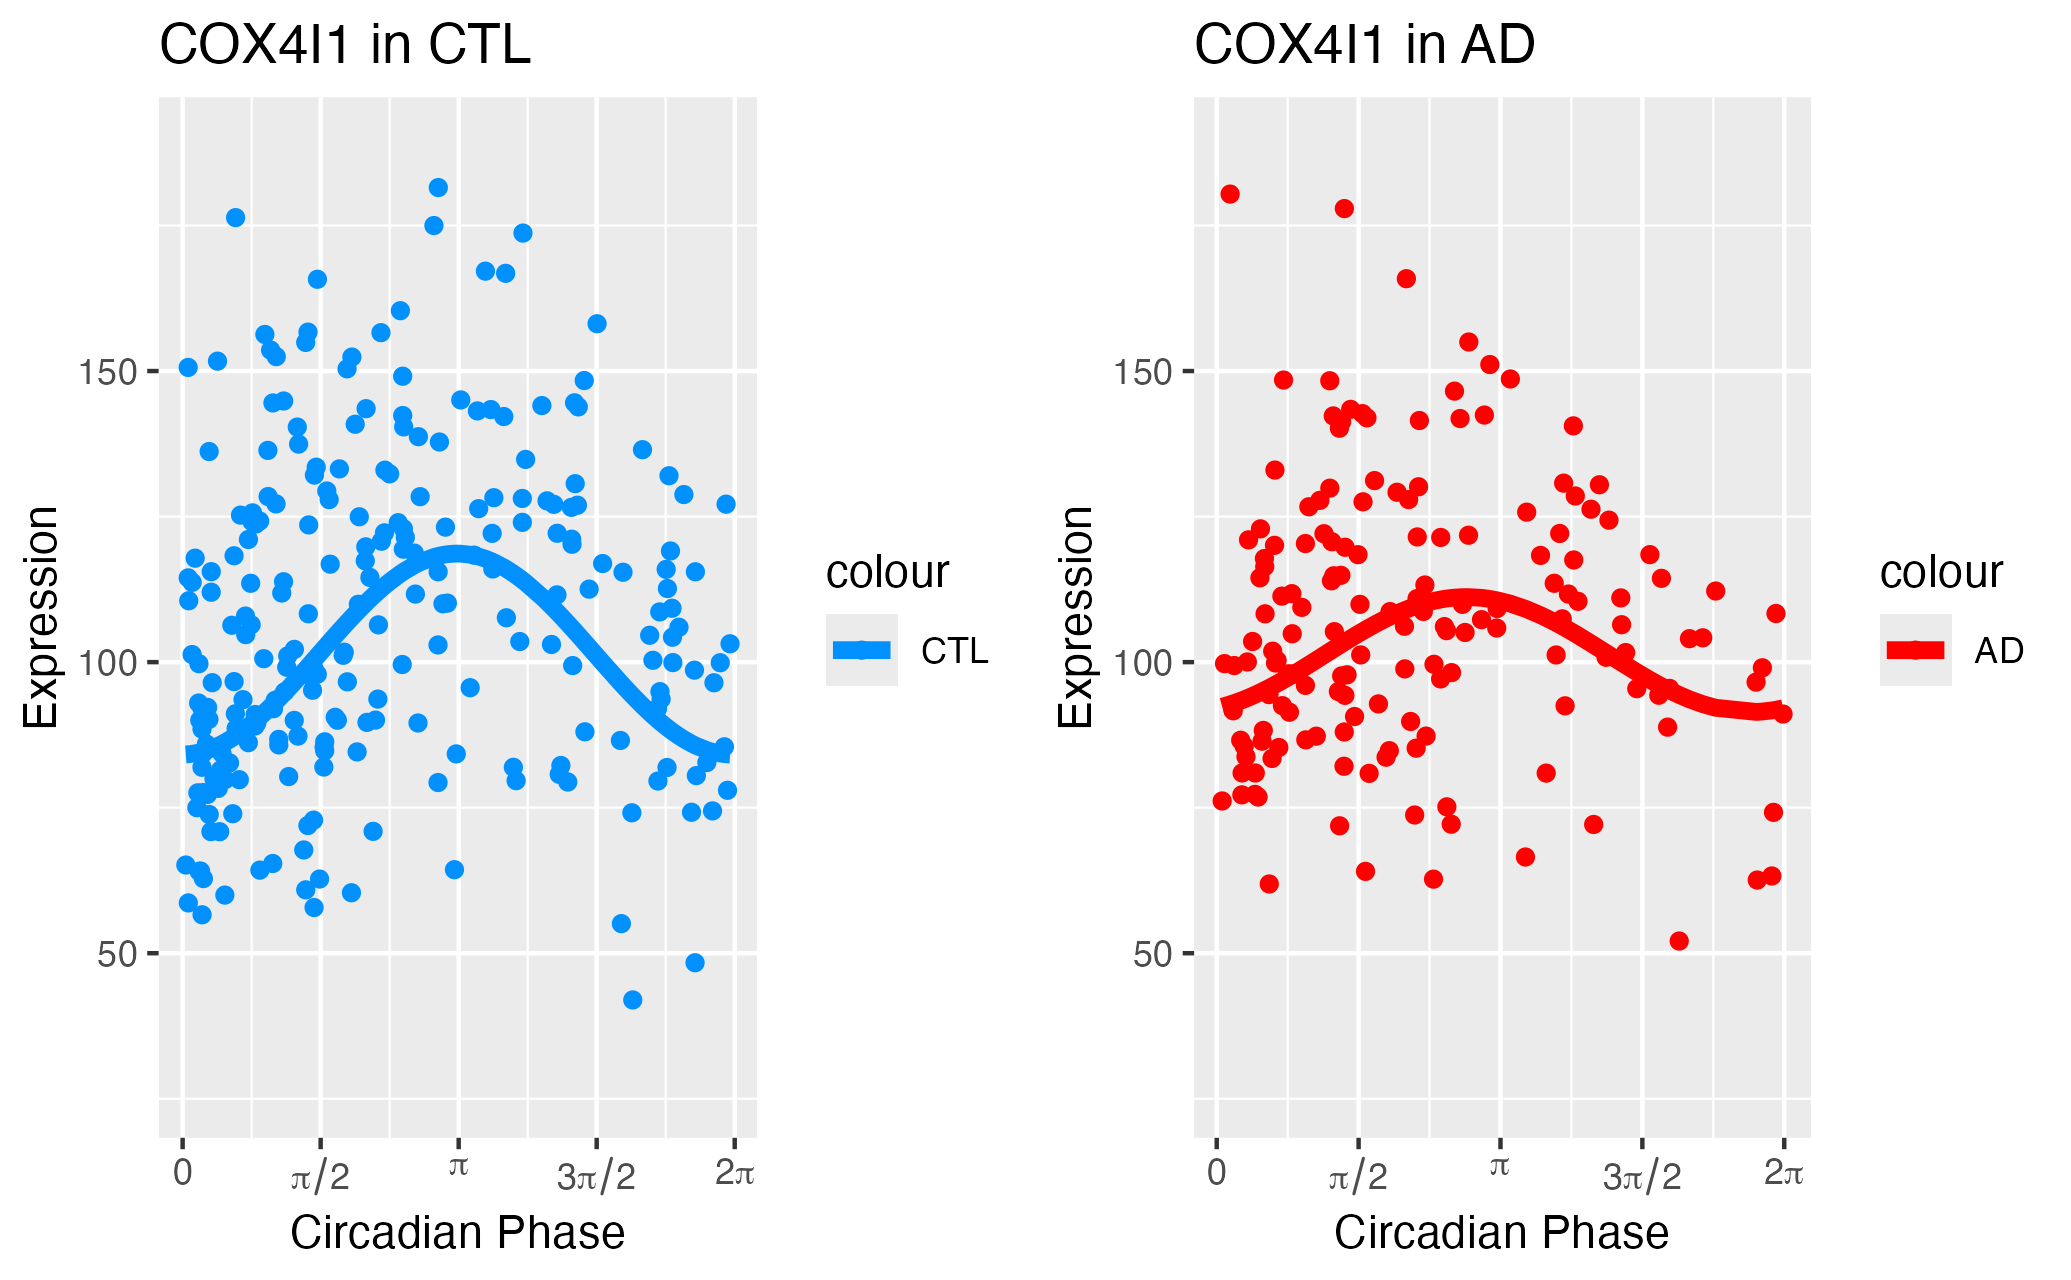 COX4I1 in CTL
150
100
50
Expression
0 π/2 π 3π/2 2π
Circadian Phase
colour
CTL
COX4I1 in AD
150
100
50
Expression
0 π/2 π 3π/2 2π
Circadian Phase
colour
AD